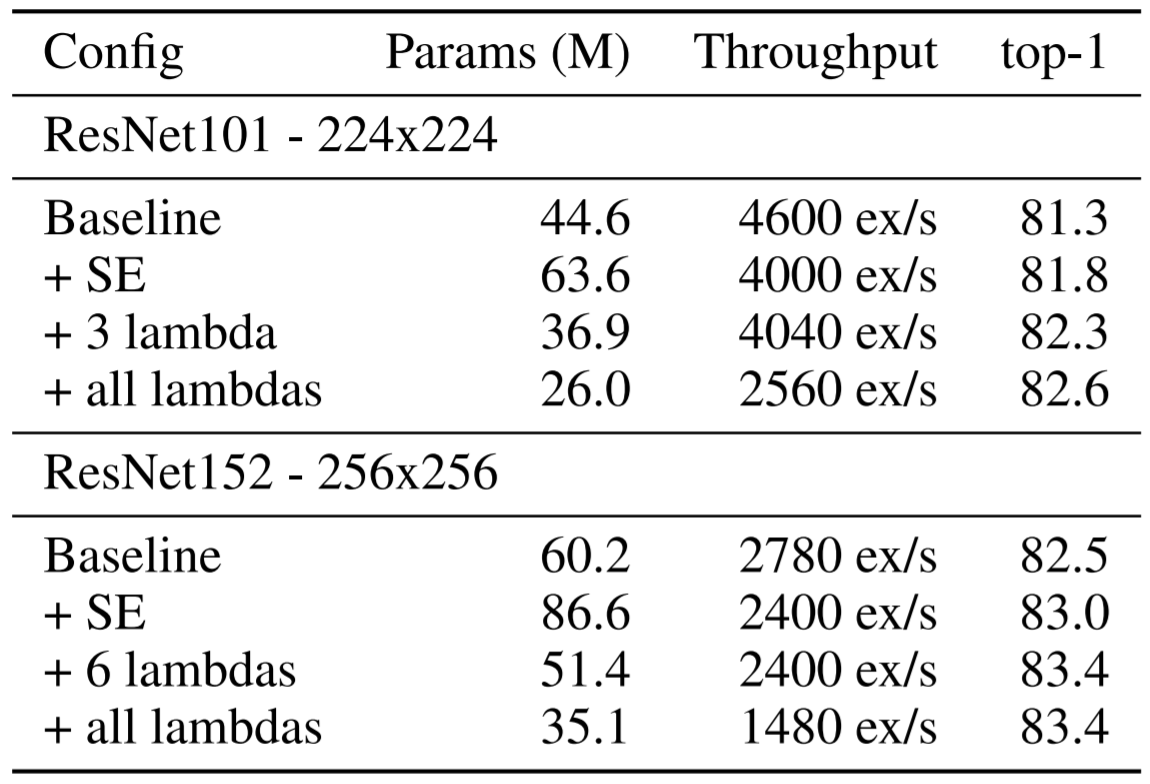 Config Params (M) Throughput top-1
ResNet101 - 224x224
Baseline 44.6 4600 ex/s 81.3
+ SE 63.6 4000 ex/s 81.8
+ 3 lambda 36.9 4040 ex/s 82.3
+ all lambdas 26.0 2560 ex/s 82.6
ResNet152 - 256x256
Baseline 60.2 2780 ex/s 82.5
+ SE 86.6 2400 ex/s 83.0
+ 6 lambdas 51.4 2400 ex/s 83.4
+ all lambdas 35.1 1480 ex/s 83.4